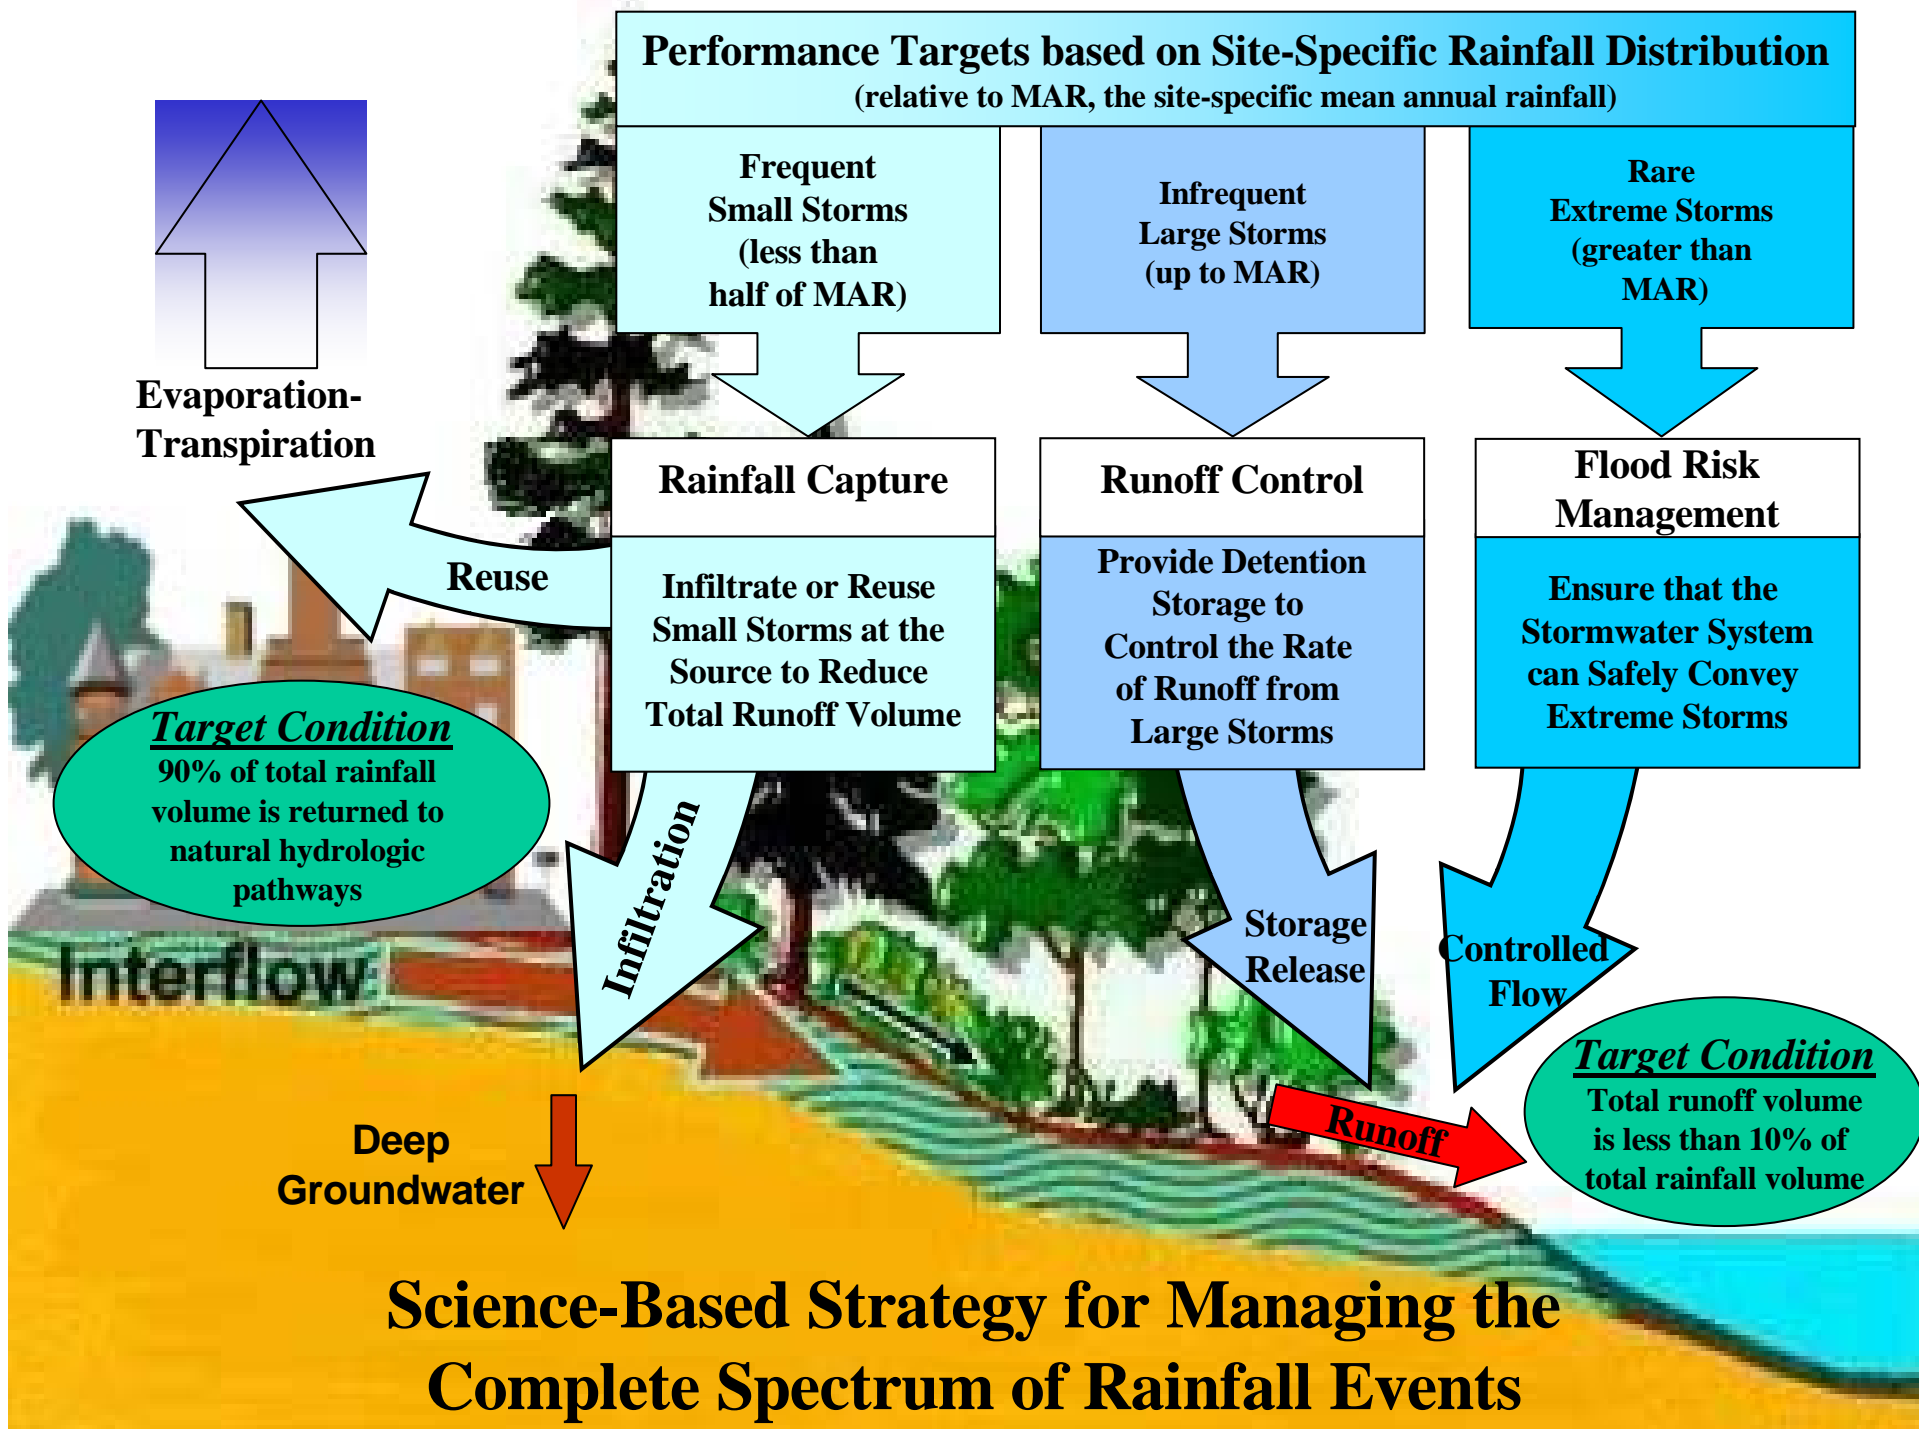 Performance Targets based on Site-Specific Rainfall Distribution
(relative to MAR, the site-specific mean annual rainfall)
Frequent
Small Storms
(less than
half of MAR)
Infrequent
Large Storms
(up to MAR)
Rare
Extreme Storms
(greater than
MAR)
Evaporation-
Transpiration
Rainfall Capture
Infiltrate or Reuse
Small Storms at the
Source to Reduce
Total Runoff Volume
Runoff Control
Provide Detention
Storage to
Control the Rate
of Runoff from
Large Storms
Flood Risk
Management
Ensure that the
Stormwater System
can Safely Convey
Extreme Storms
Reuse
Target Condition
90% of total rainfall
volume is returned to
natural hydrologic
pathways
Infiltration
Storage
Release
Controlled
Flow
Interflow
Target Condition
Total runoff volume
is less than 10% of
total rainfall volume
Runoff
Deep
Groundwater
Science-Based Strategy for Managing the
Complete Spectrum of Rainfall Events